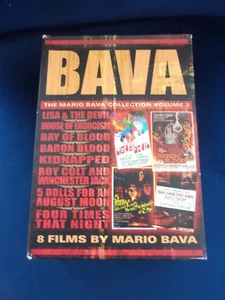 BAVA
THE MARIO BAVA COLLECTION VOLUME 2
LISA & THE DEVIL
HOUSE OF EXORCISM
BAY OF BLOOD
BARON BLOOD
KIDNAPPED
ROY COLT AND
WINCHESTER JACK
5 DOLLS FOR AN
AUGUST MOON
FOUR TIMES
THAT NIGHT
8 FILMS BY MARIO BAVA